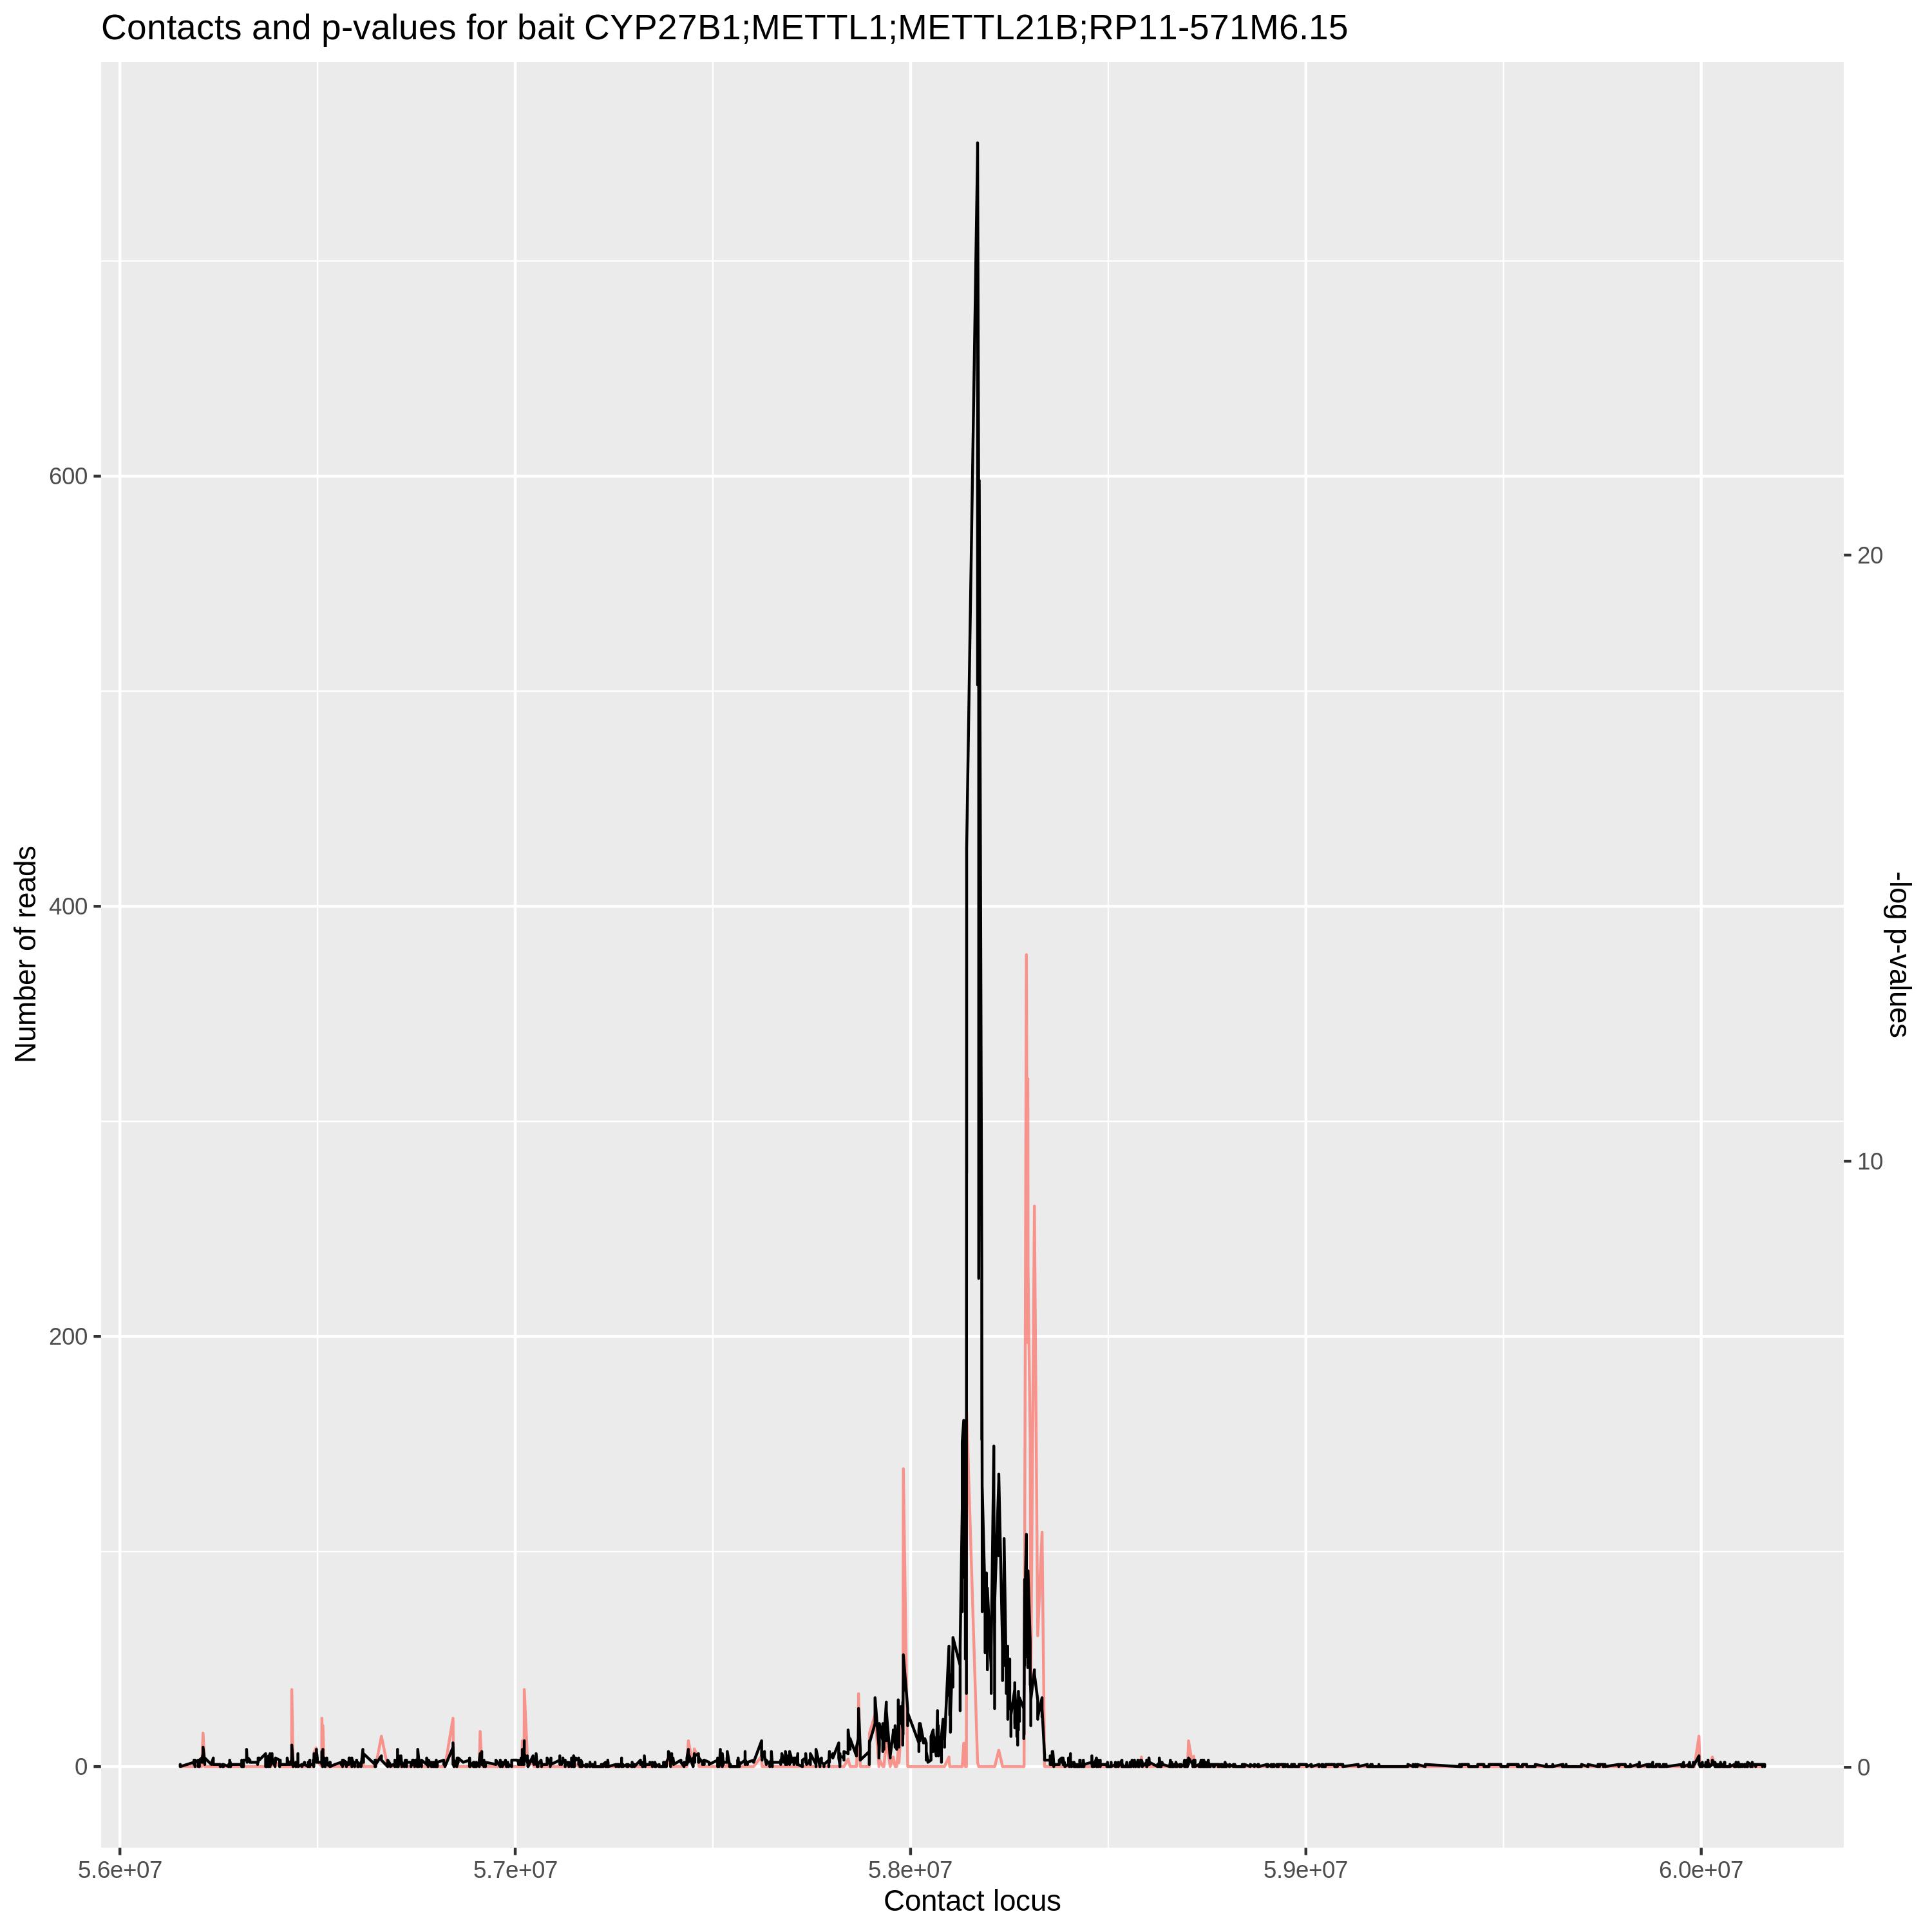 Contacts and p-values for bait CYP27B1;METTL1;METTL21B;RP11-571M6.15
Number of reads
600
400
200
0
20
10
0
-log p-values
5.6e+07
5.7e+07
5.8e+07
5.9e+07
6.0e+07
Contact locus